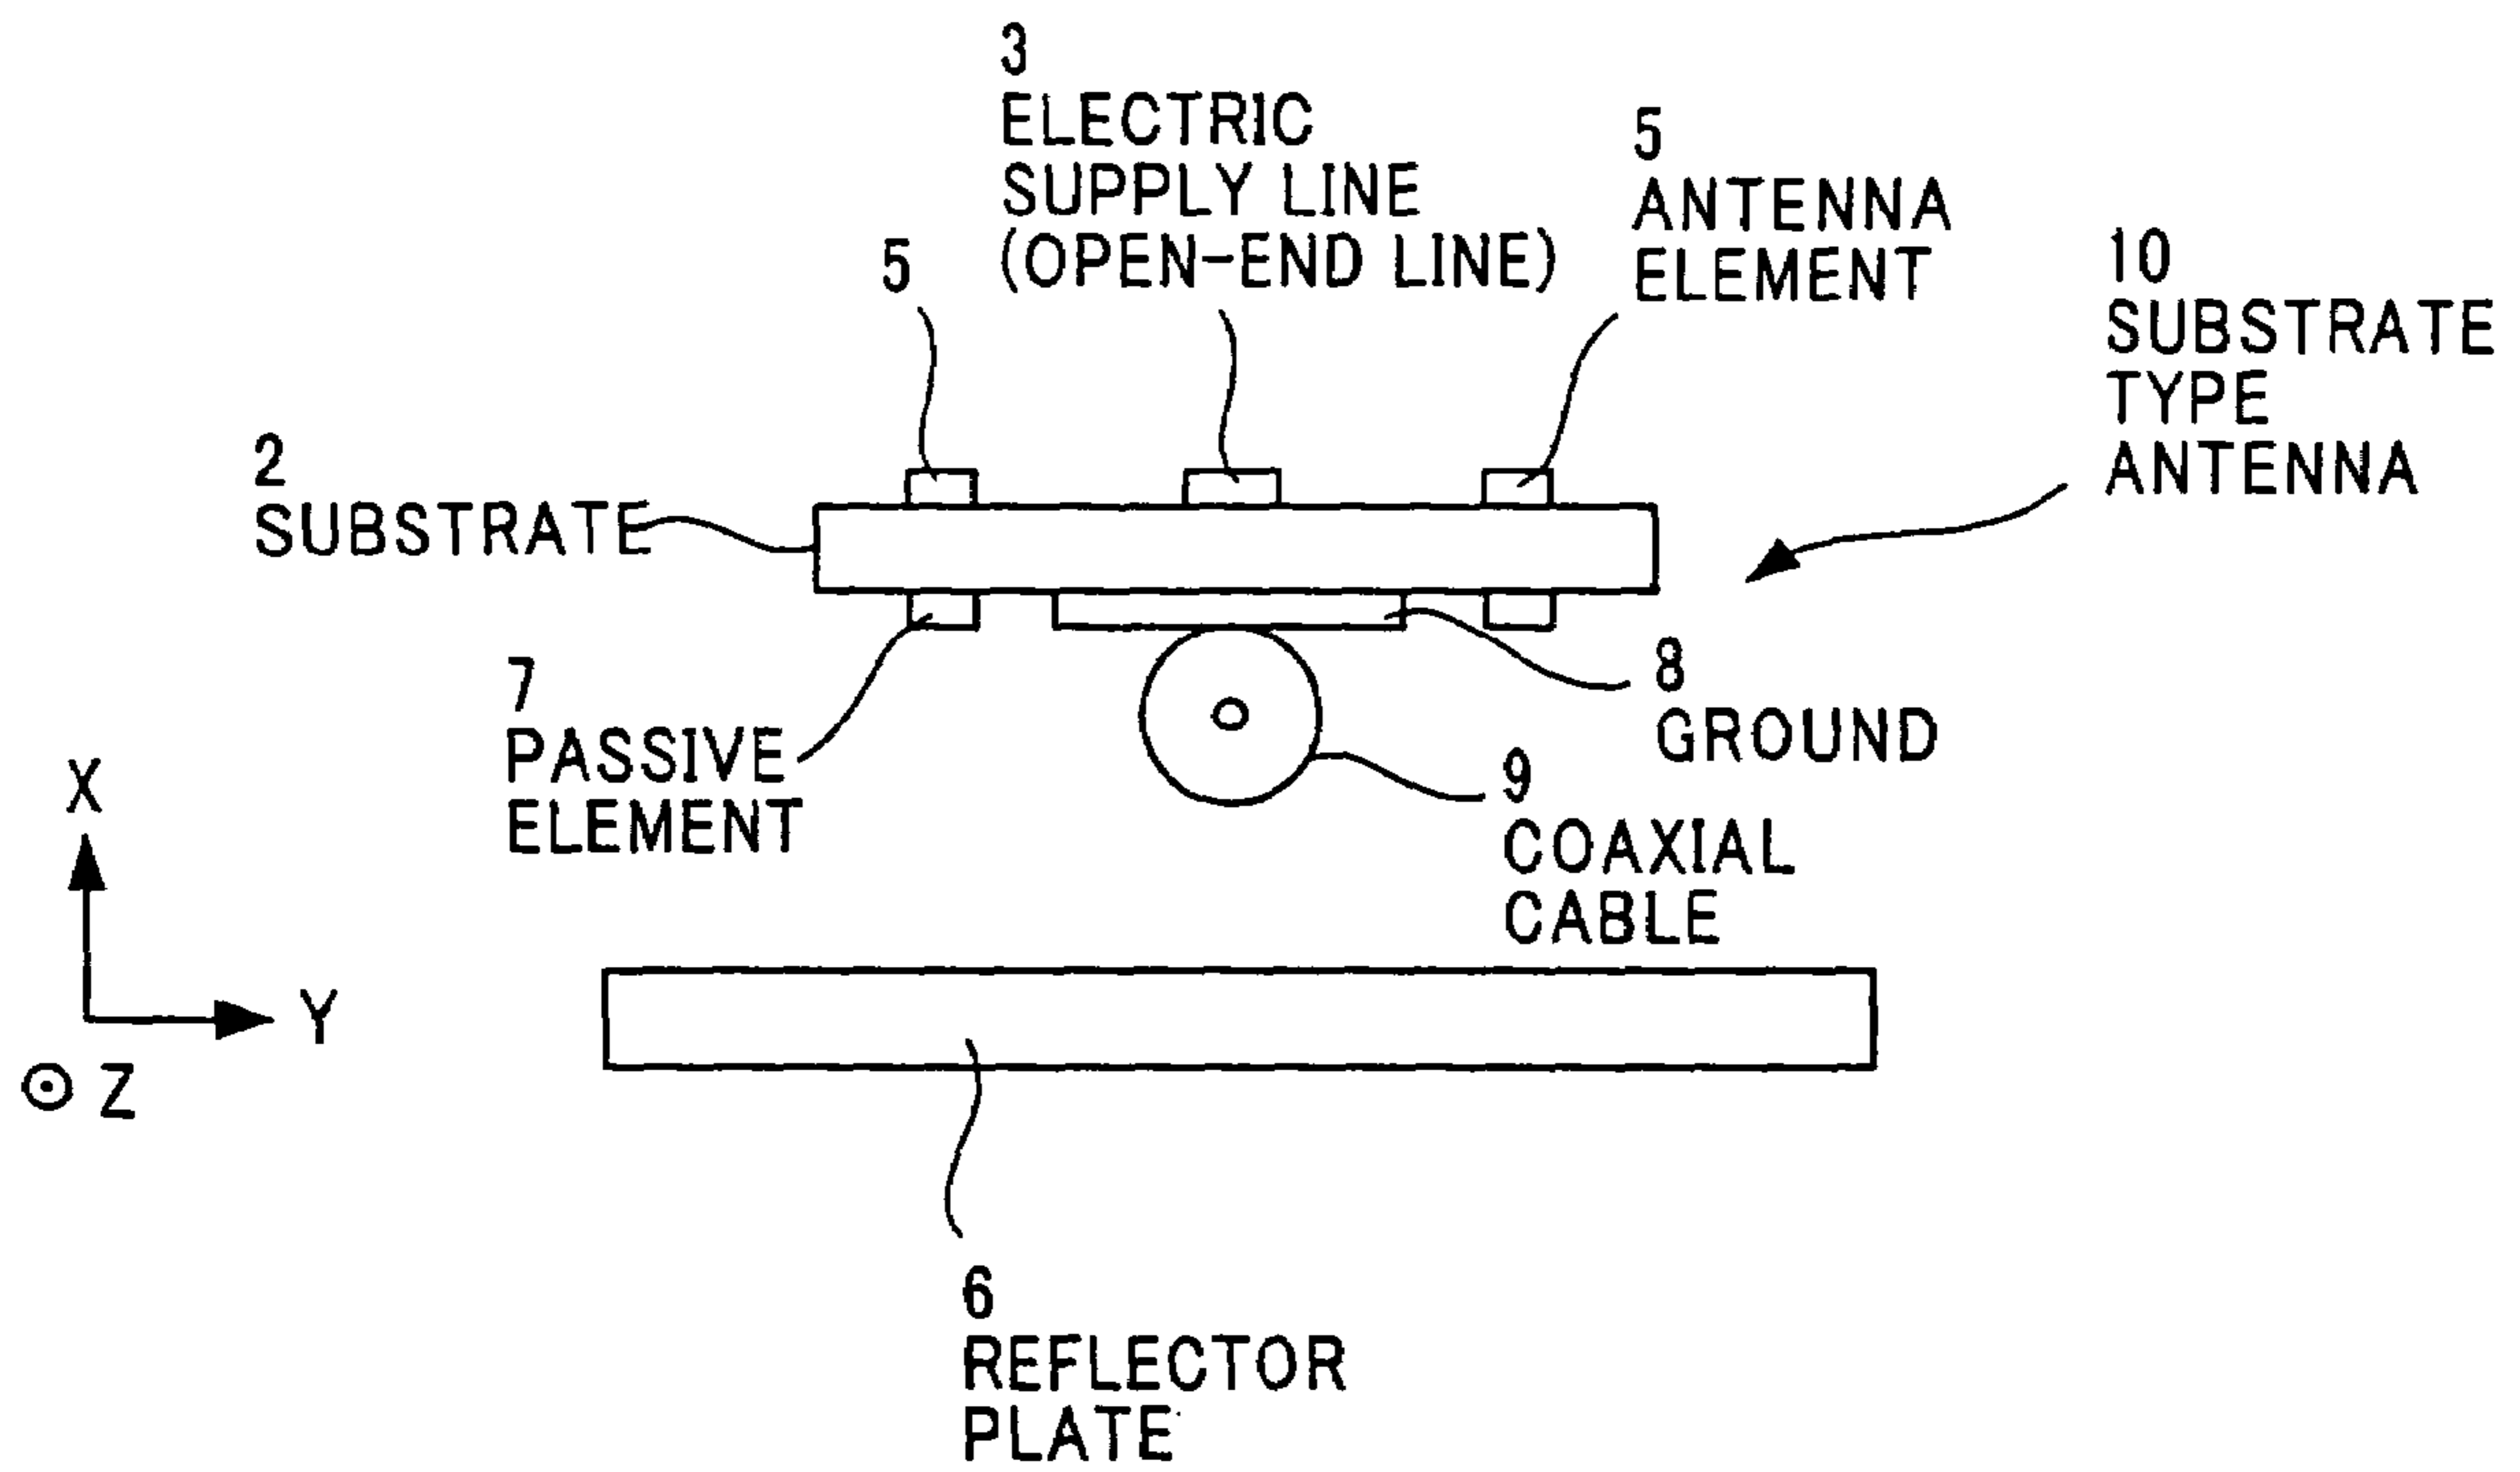 3
ELECTRIC
SUPPLY LINE
(OPEN-END LINE)
5
5
ANTENNA
ELEMENT
10
SUBSTRATE
TYPE
ANTENNA
2
SUBSTRATE
7
PASSIVE
ELEMENT
8
GROUND
9
COAXIAL
CABLE
X
Y
Z
6
REFLECTOR
PLATE